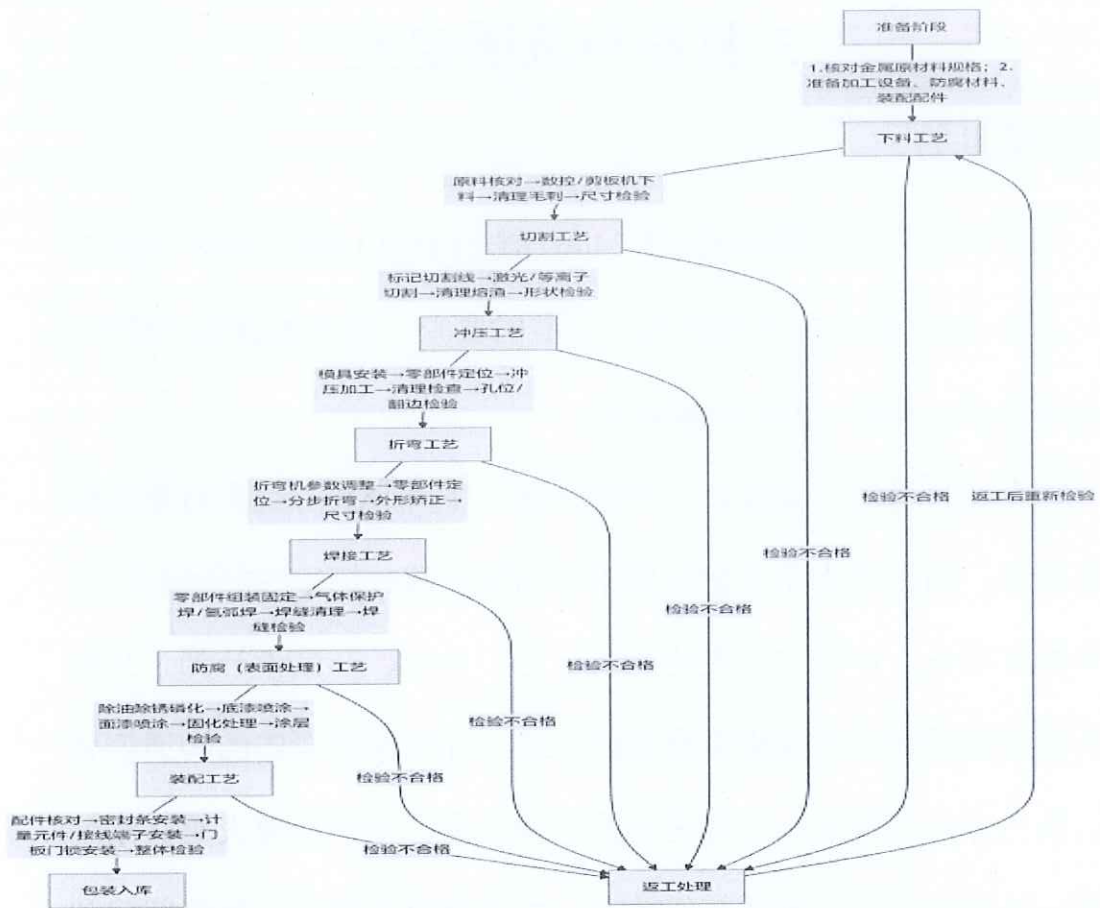 准备阶段
1.核对金属原材料规格；2.
准备加工设备、防腐材料、
装配配件
下料工艺
原料核对→数控/剪板机下
料→清理毛刺→尺寸检验
切割工艺
标记切割线→激光/等离子
切割→清理熔渣→形状检验
冲压工艺
模具安装→零部件定位→冲
压加工→清理检查→孔位/
翻边检验
折弯工艺
折弯机参数调整→零部件定
位→分步折弯→外形矫正→
尺寸检验
检验不合格
返工后重新检验
焊接工艺
检验不合格
零部件组装固定→气体保护
焊/氩弧焊→焊缝清理→焊
缝检验
检验不合格
防腐（表面处理）工艺
检验不合格
除油除锈磷化→底漆喷涂→
面漆喷涂→固化处理→涂层
检验
检验不合格
装配工艺
检验不合格
配件核对→密封条安装→计
量元件/接线端子安装→门
板门锁安装→整体检验
检验不合格
包装入库
返工处理